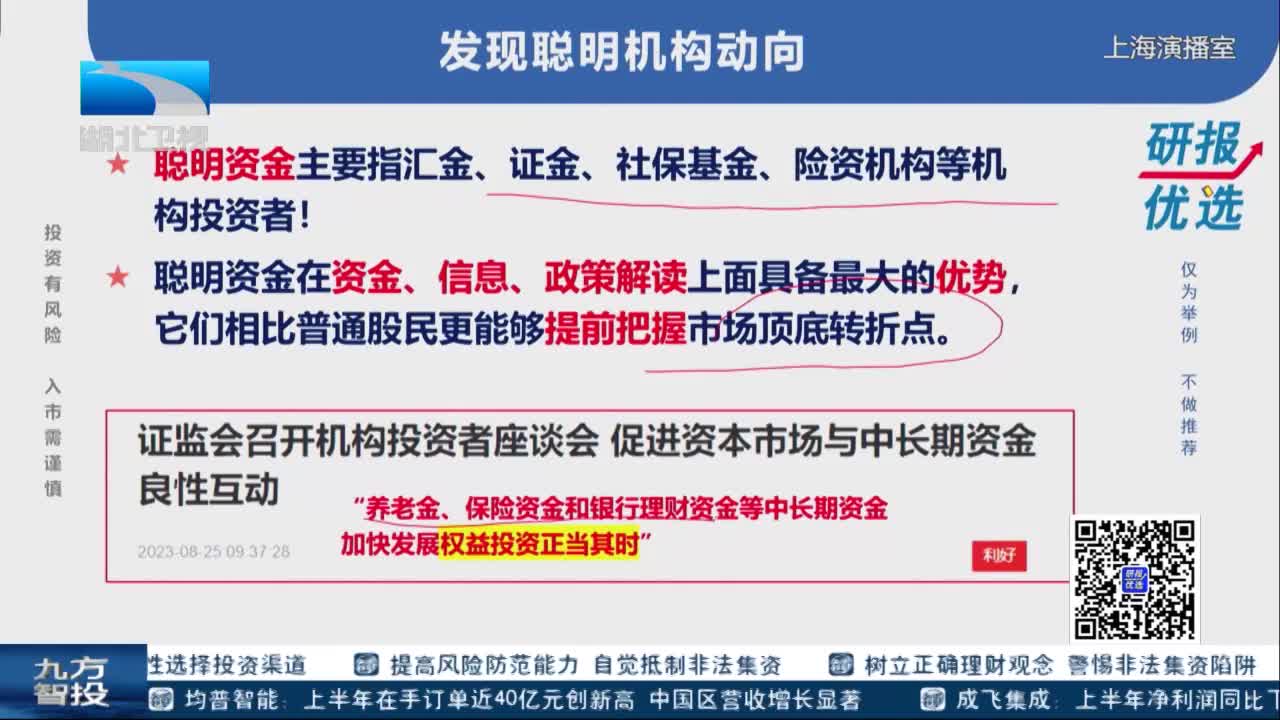 发现聪明机构动向
上海演播室
湖北卫视
聪明资金主要指汇金、证金、社保基金、险资机构等机
构投资者！
聪明资金在资金、信息、政策解读上面具备最大的优势，
它们相比普通股民更能够提前把握市场顶底转折点。
研报
优选
投资有风险 入市需谨慎
仅为举例 不做推荐
证监会召开机构投资者座谈会 促进资本市场与中长期资金
良性互动
“养老金、保险资金和银行理财资金等中长期资金
加快发展权益投资正当其时”
2023-08-25 09:37:28
利好
研报
优选
九方
智投
性选择投资渠道 提高风险防范能力 自觉抵制非法集资 树立正确理财观念 警惕非法集资陷阱
均普智能：上半年在手订单近40亿元创新高 中国区营收增长显著 成飞集成：上半年净利润同比下